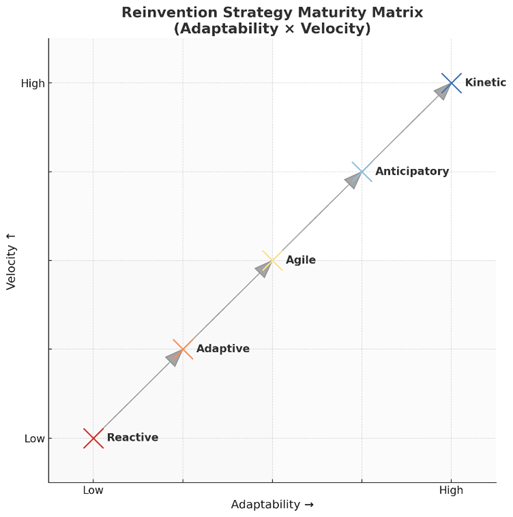 Reinvention Strategy Maturity Matrix
(Adaptability × Velocity)
High
Kinetic
Anticipatory
Velocity ↑
Agile
Adaptive
Low
Reactive
Low
High
Adaptability →